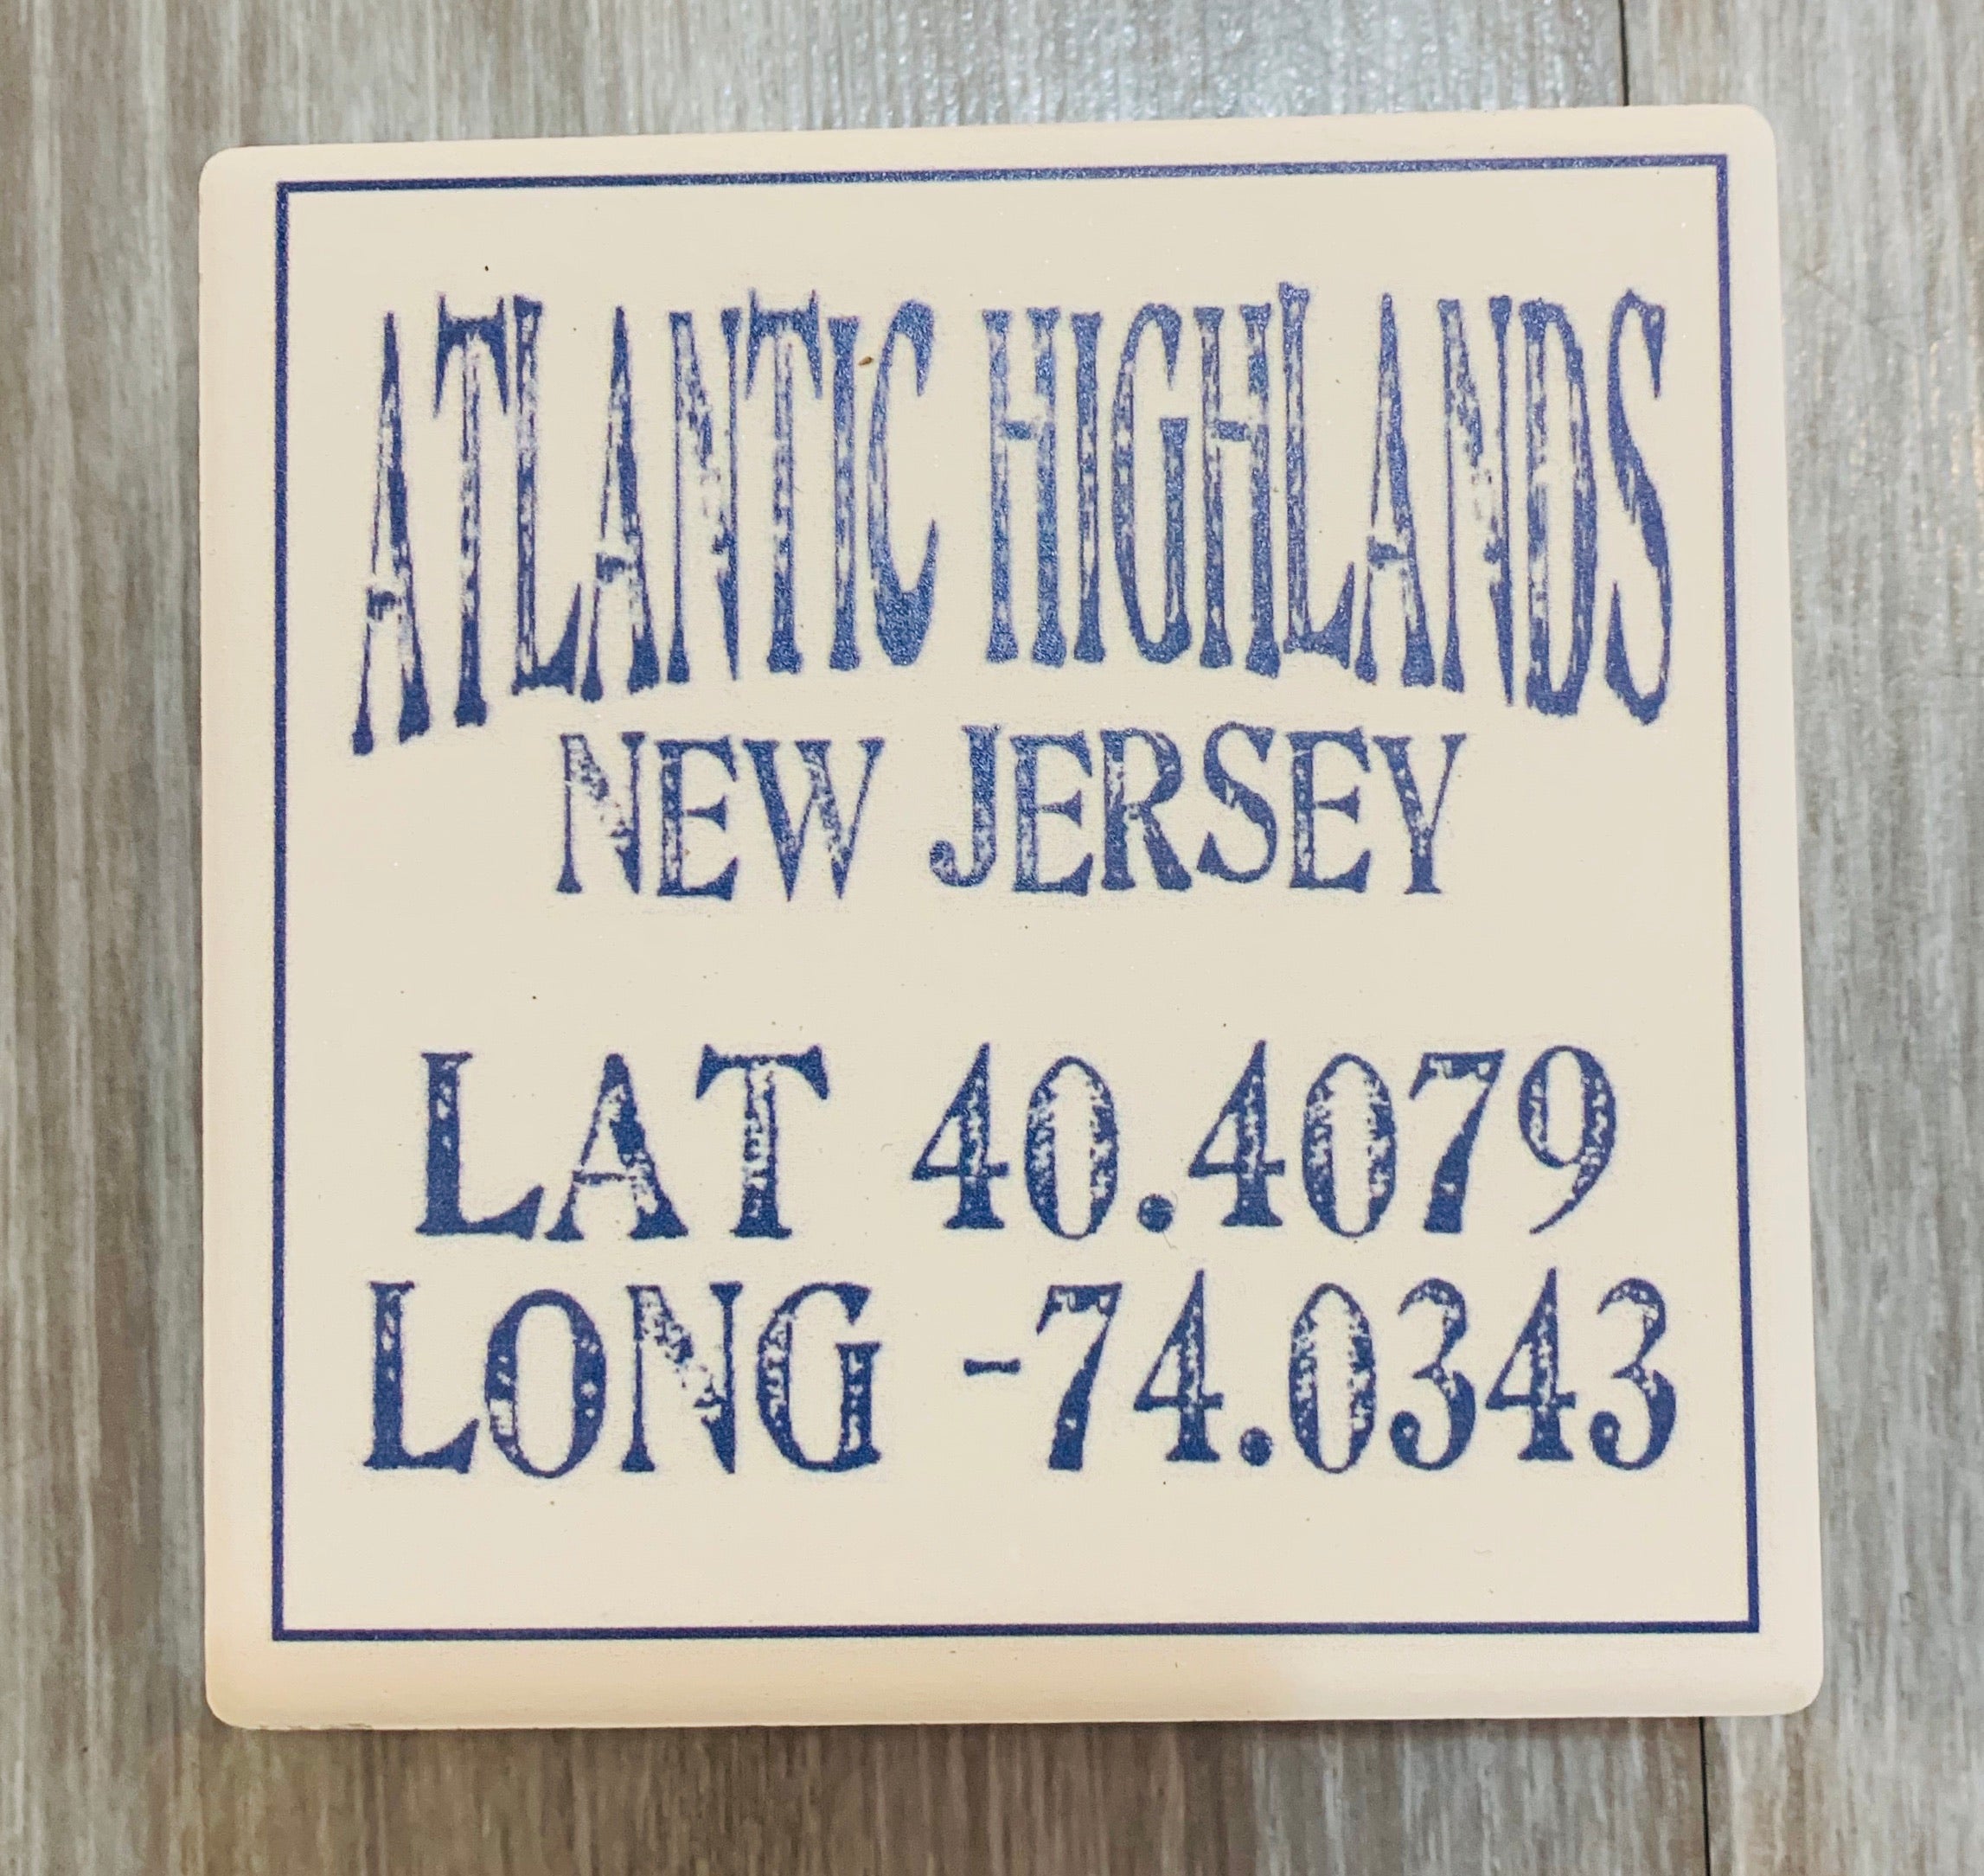 ATLANTIC HIGHLANDS
NEW JERSEY
LAT 40.4079
LONG -74.0343